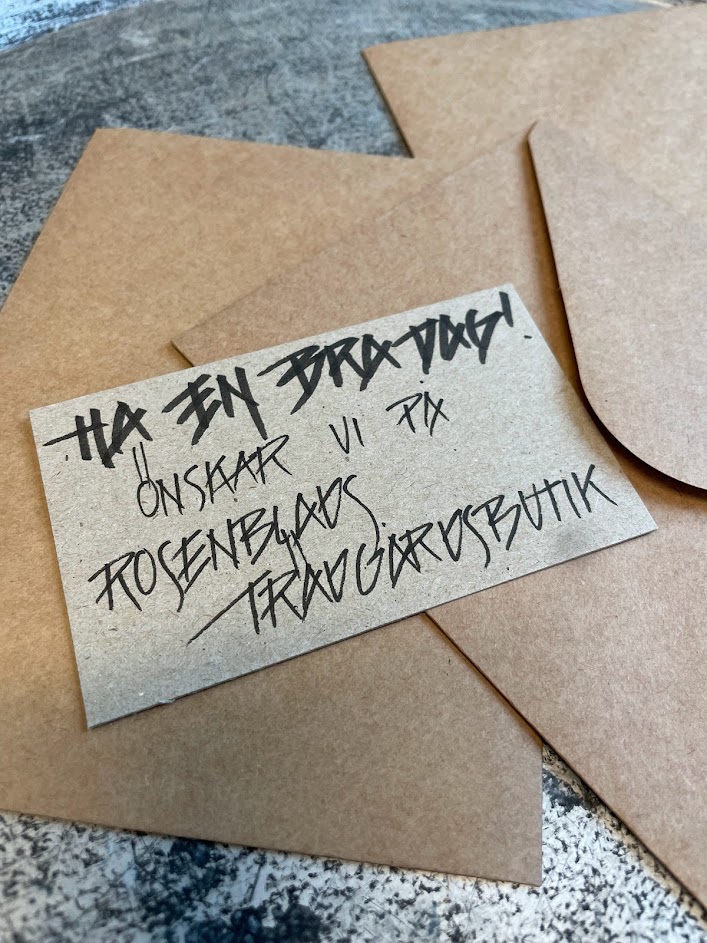 HA EN BRA DAG!
ÖNSKAR VI PÅ
ROSENBLADS
TRÄDGÅRDSBUTIK